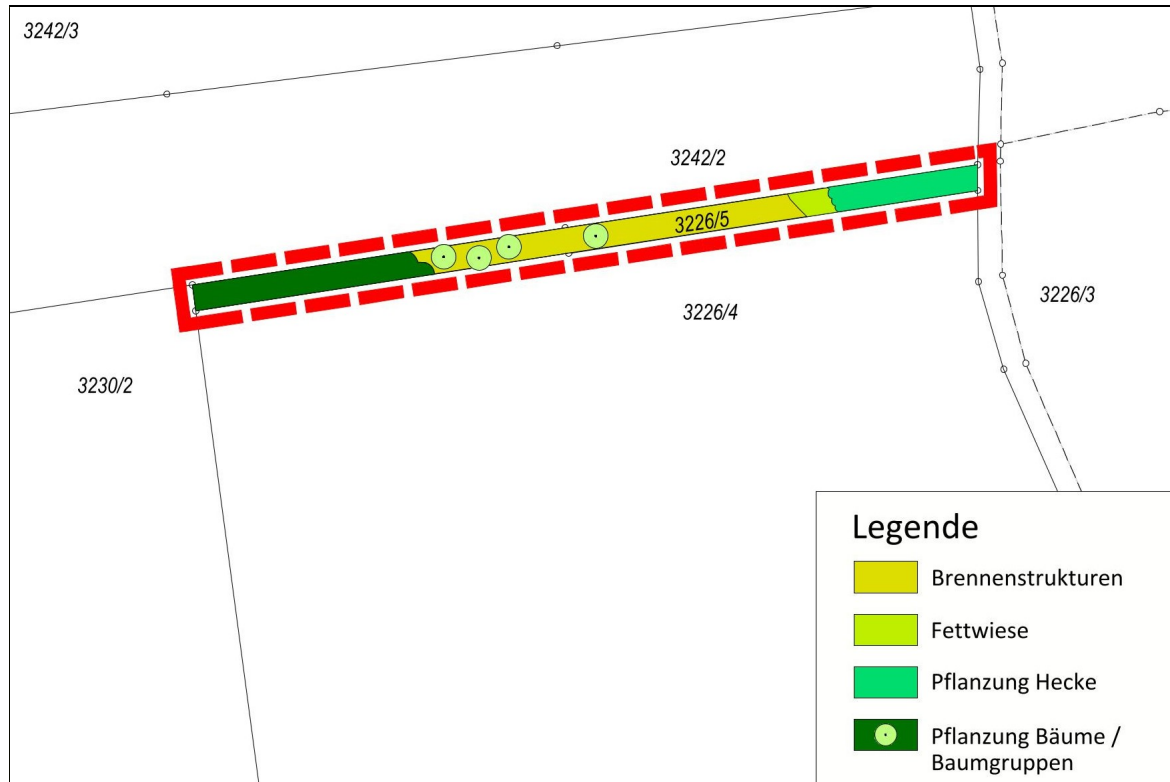 3242/3
3242/2
3226/5
3226/3
3226/4
3230/2
Legende
Brennenstrukturen
Fettwiese
Pflanzung Hecke
Pflanzung Bäume /
Baumgruppen